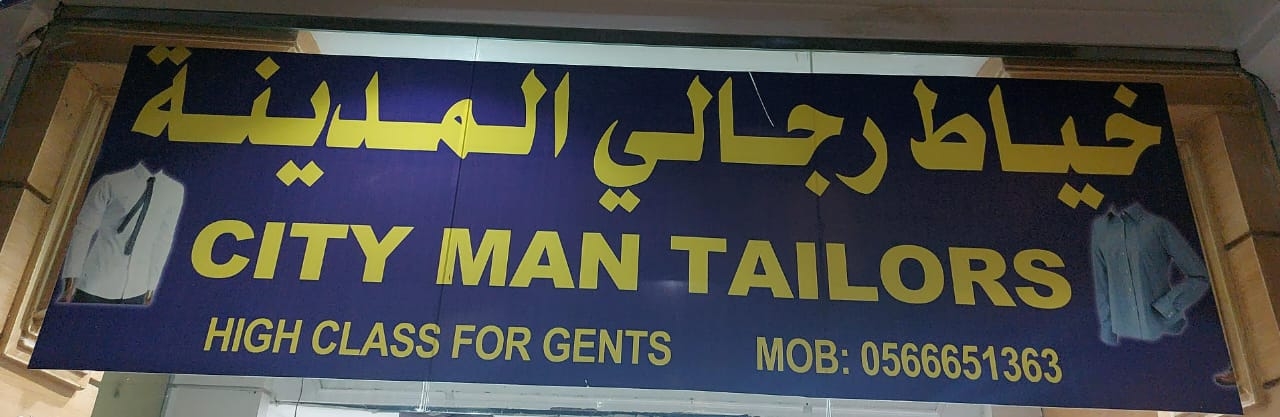 خياط رجالي المدينة
CITY MAN TAILORS
HIGH CLASS FOR GENTS MOB: 0566651363